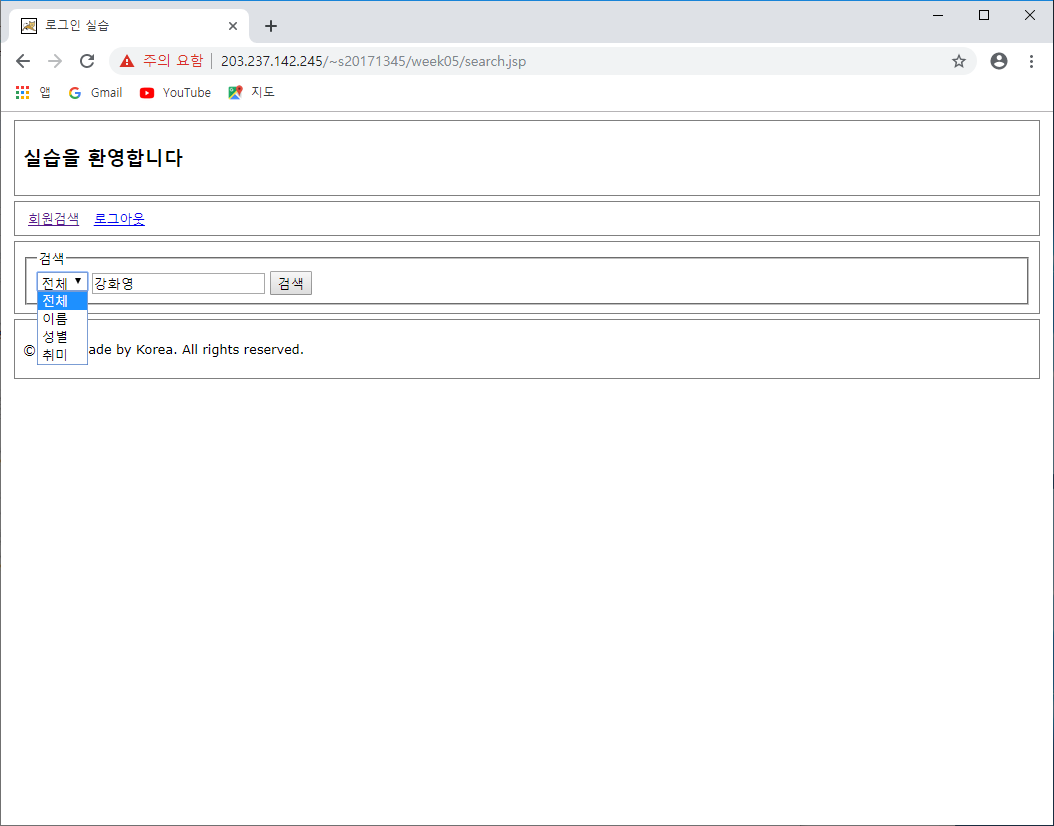 로그인 실습
주의 요함 203.237.142.245/~s20171345/week05/search.jsp
앱 Gmail YouTube 지도
실습을 환영합니다
회원검색 로그아웃
검색
전체 강화영 검색
전체
이름
성별
취미
© ade by Korea. All rights reserved.